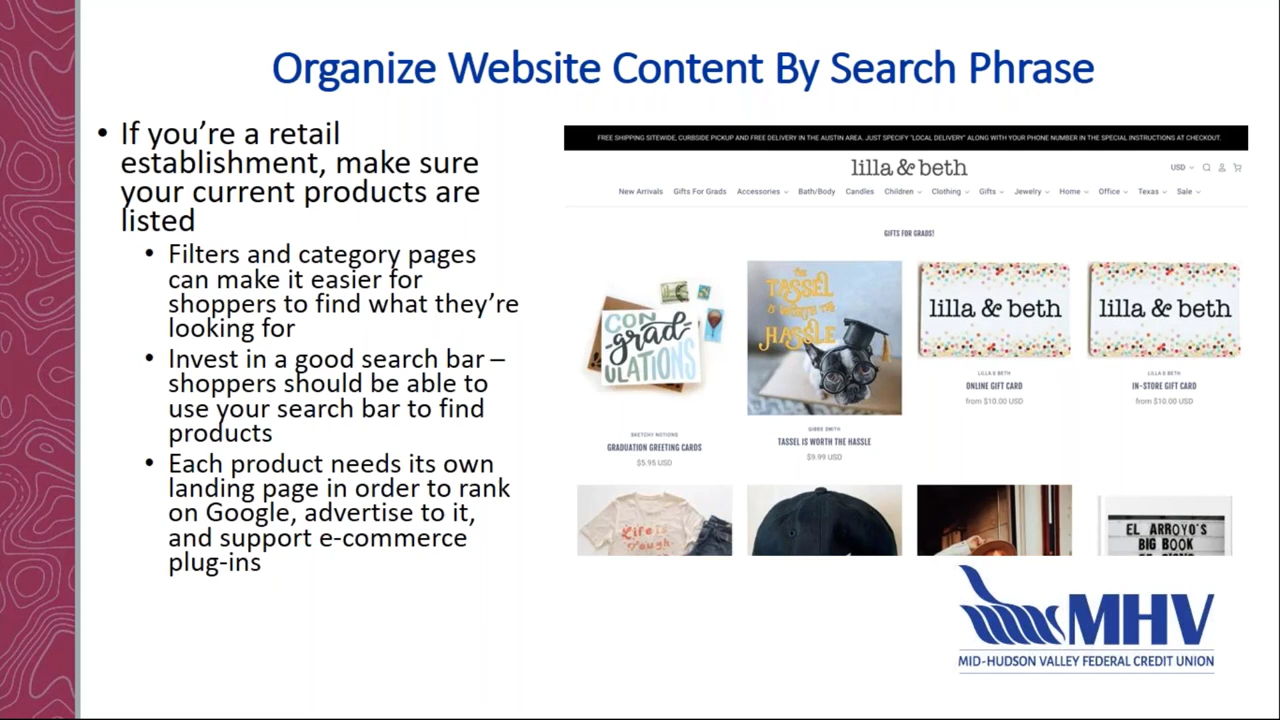 Organize Website Content By Search Phrase
• If you're a retail
establishment, make sure
your current products are
listed
• Filters and category pages
can make it easier for
shoppers to find what they're
looking for
• Invest in a good search bar –
shoppers should be able to
use your search bar to find
products
• Each product needs its own
landing page in order to rank
on Google, advertise to it,
and support e-commerce
plug-ins
FREE SHIPPING SITEWIDE, CURBSIDE PICKUP AND FREE DELIVERY IN THE AUSTIN AREA. JUST SPECIFY "LOCAL DELIVERY" ALONG WITH YOUR PHONE NUMBER IN THE SPECIAL INSTRUCTIONS AT CHECKOUT.
lilla & beth
USD
New Arrivals Gifts For Grads Accessories Bath/Body Candles Children Clothing Gifts Jewelry Home Office Texas Sale
GIFTS FOR GRADS!
CON
grad
ULATIONS
SKETCHY NOTIONS
GRADUATION GREETING CARDS
$5.95 USD
THE
TASSEL
IS WORTH THE
HASSLE
GIBBS SMITH
TASSEL IS WORTH THE HASSLE
$9.99 USD
lilla & beth
LILLA & BETH
ONLINE GIFT CARD
from $10.00 USD
lilla & beth
LILLA & BETH
IN-STORE GIFT CARD
from $10.00 USD
Life Is
Tough
EL ARROYO'S
BIG BOOK
MHV
MID-HUDSON VALLEY FEDERAL CREDIT UNION